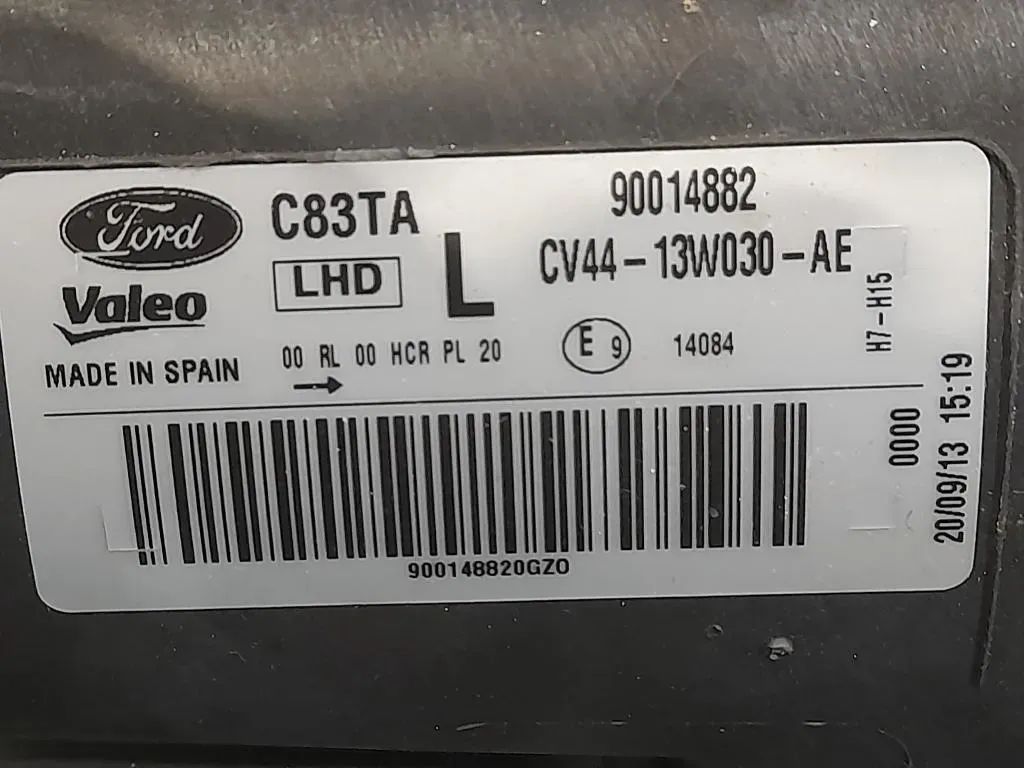 Ford
C83TA
90014882
Valeo
LHD
L
CV44-13W030-AE
MADE IN SPAIN
00 RL 00 HCR PL 20
E 9
14084
H7-H15
900148820GZ0
0000
20/09/13 15:19